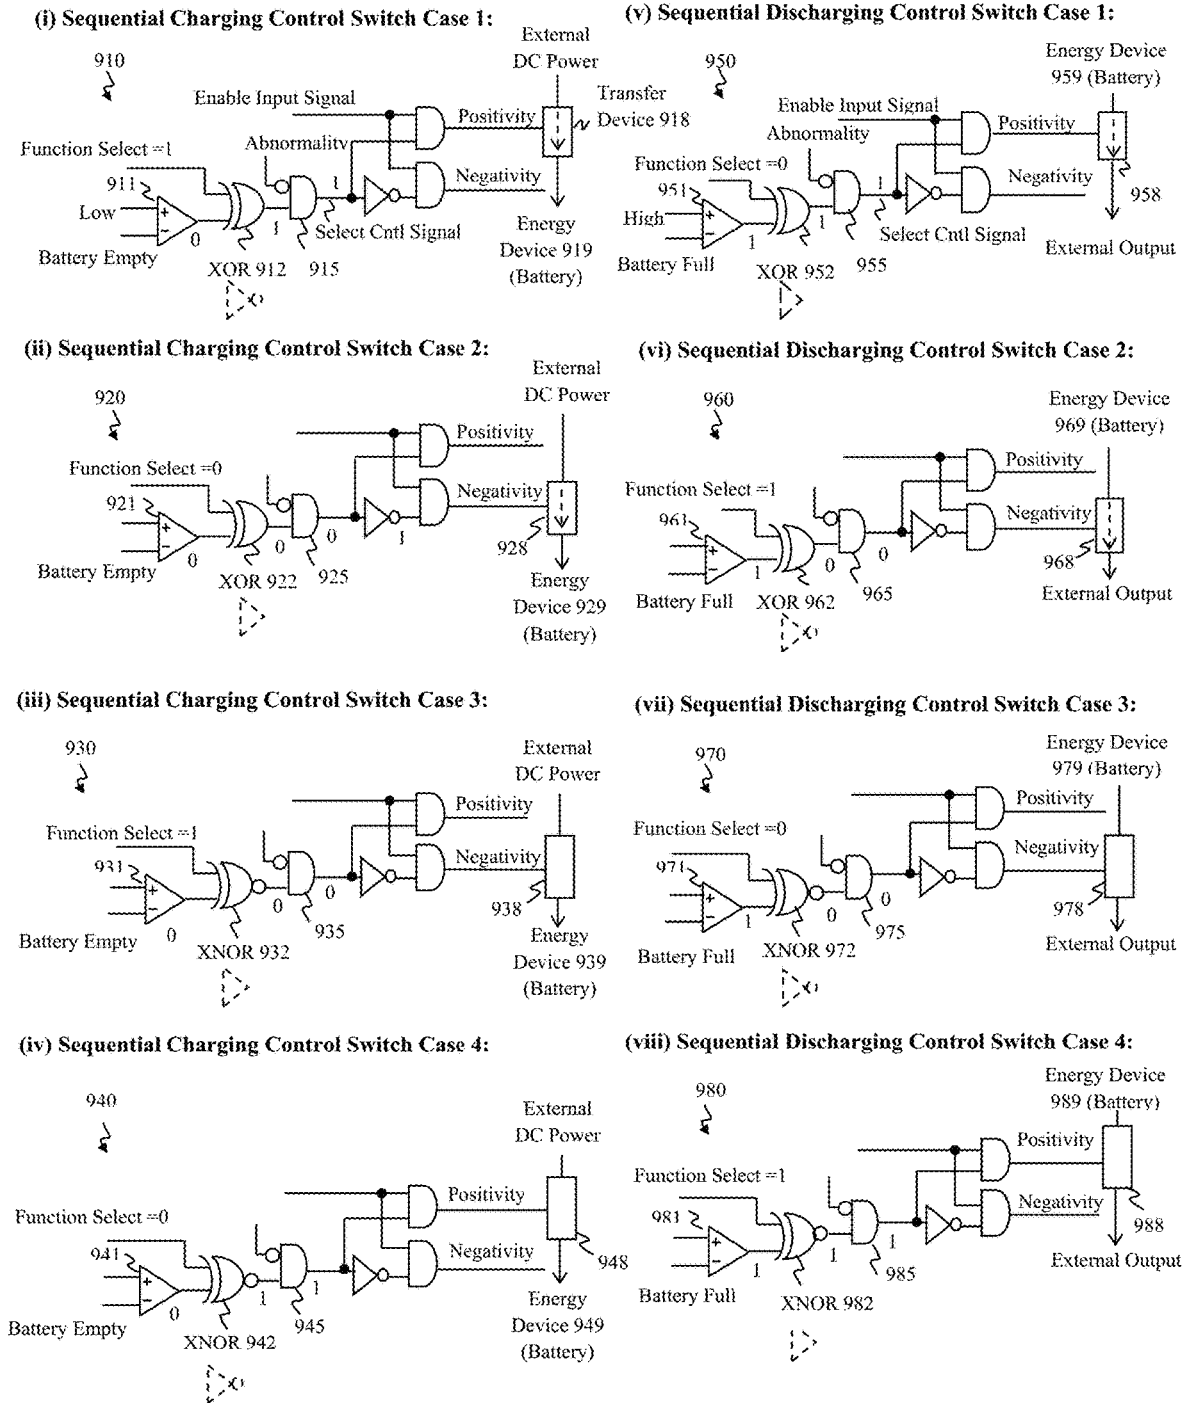 (i) Sequential Charging Control Switch Case 1:
910
External
DC Power
Enable Input Signal
Positivity
Transfer
Device 918
Abnormality
Function Select =1
911
1
Negativity
Low
+
−
0
1
Select Cntl Signal
Energy
Device 919
(Battery)
Battery Empty
XOR 912
915
(v) Sequential Discharging Control Switch Case 1:
950
Energy Device
959 (Battery)
Enable Input Signal
Positivity
Abnormality
Function Select =0
951
1
Negativity
958
High
+
−
1
1
Select Cntl Signal
External Output
Battery Full
XOR 952
955
(ii) Sequential Charging Control Switch Case 2:
920
External
DC Power
Positivity
Function Select =0
921
Negativity
+
−
0
0
0
1
928
Battery Empty
XOR 922
925
Energy
Device 929
(Battery)
(vi) Sequential Discharging Control Switch Case 2:
960
Energy Device
969 (Battery)
Positivity
Function Select =1
961
Negativity
+
−
1
0
0
968
Battery Full
XOR 962
965
External Output
(iii) Sequential Charging Control Switch Case 3:
930
External
DC Power
Positivity
Function Select =1
931
Negativity
+
−
0
0
0
938
Battery Empty
XNOR 932
935
Energy
Device 939
(Battery)
(vii) Sequential Discharging Control Switch Case 3:
970
Energy Device
979 (Battery)
Positivity
Function Select =0
971
Negativity
+
−
1
0
0
978
Battery Full
XNOR 972
975
External Output
(iv) Sequential Charging Control Switch Case 4:
940
External
DC Power
Positivity
Function Select =0
941
Negativity
948
+
−
0
1
1
Battery Empty
XNOR 942
945
Energy
Device 949
(Battery)
(viii) Sequential Discharging Control Switch Case 4:
980
Energy Device
989 (Battery)
Positivity
Function Select =1
981
Negativity
988
+
−
1
1
1
985
External Output
Battery Full
XNOR 982